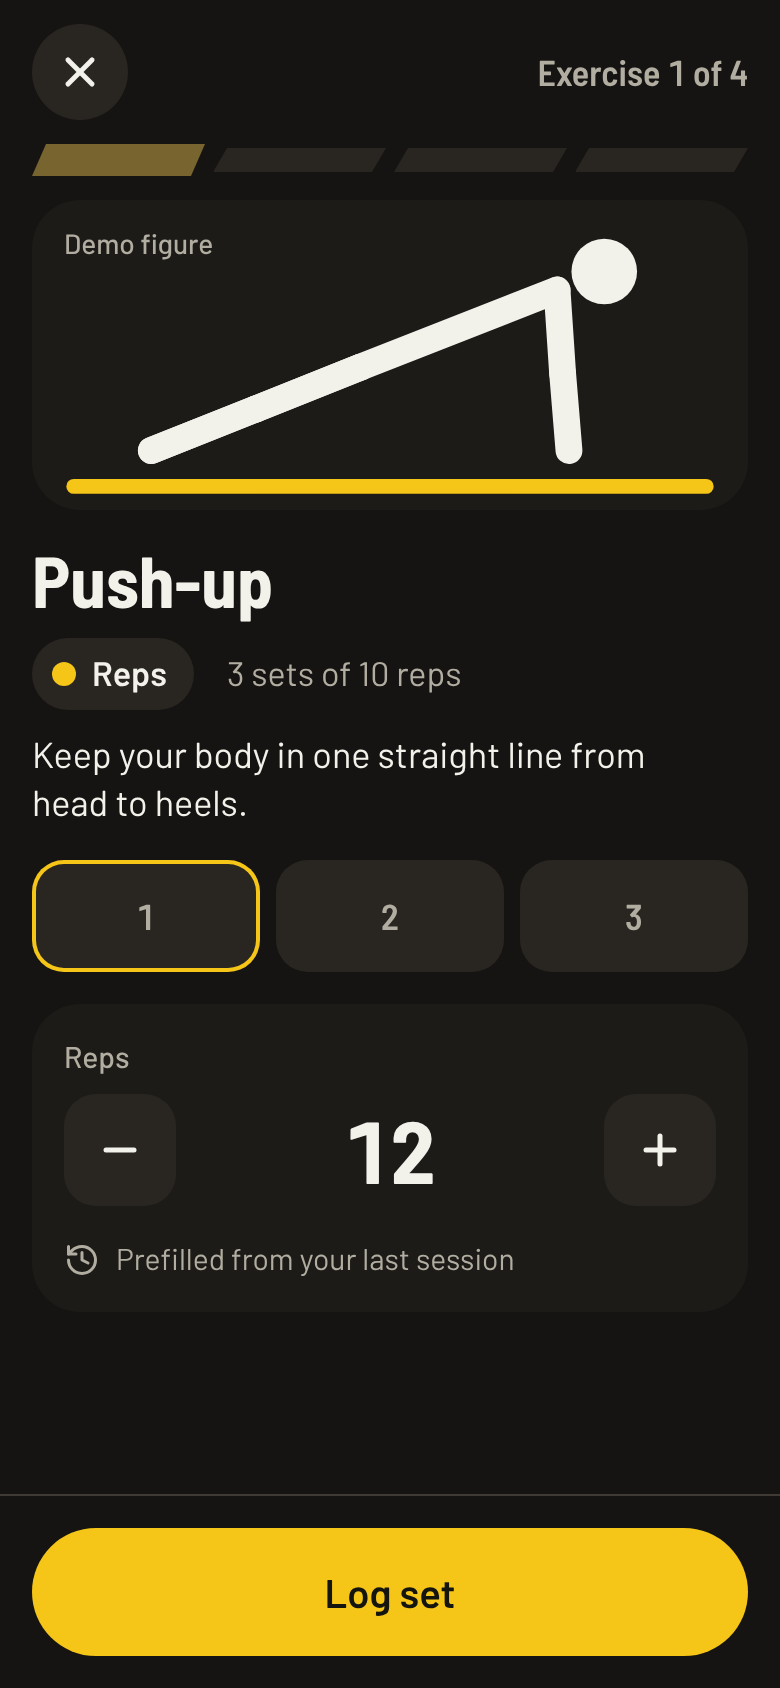 Exercise 1 of 4
Demo figure
Push-up
Reps
3 sets of 10 reps
Keep your body in one straight line from
head to heels.
1
2
3
Reps
12
Prefilled from your last session
Log set